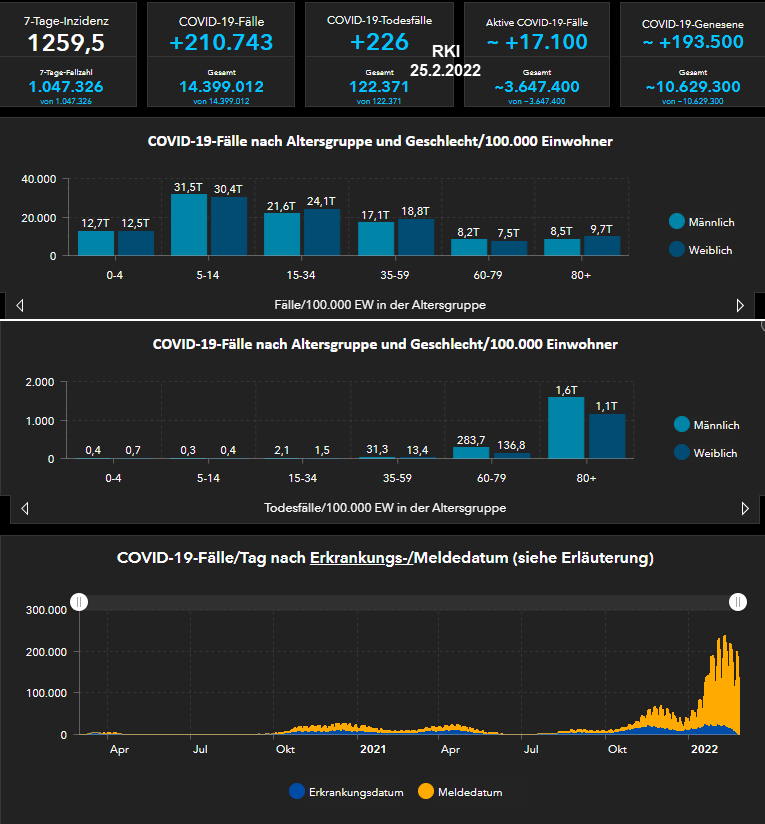 7-Tage-Inzidenz
1259,5
7-Tage-Fallzahl
1.047.326
von 1.047.326
COVID-19-Fälle
+210.743
Gesamt
14.399.012
von 14.399.012
COVID-19-Todesfälle
+226
Gesamt
122.371
von 122.371
RKI
25.2.2022
Aktive COVID-19-Fälle
~ +17.100
Gesamt
~3.647.400
von ~3.647.400
COVID-19-Genesene
~ +193.500
Gesamt
~10.629.300
von ~10.629.300
COVID-19-Fälle nach Altersgruppe und Geschlecht/100.000 Einwohner
40.000
20.000
0
12,7T 12,5T 31,5T 30,4T 21,6T 24,1T 17,1T 18,8T 8,2T 7,5T 8,5T 9,7T
0-4 5-14 15-34 35-59 60-79 80+
Männlich
Weiblich
Fälle/100.000 EW in der Altersgruppe
COVID-19-Fälle nach Altersgruppe und Geschlecht/100.000 Einwohner
2.000
1.000
0
0,4 0,7 0,3 0,4 2,1 1,5 31,3 13,4 283,7 136,8 1,6T 1,1T
0-4 5-14 15-34 35-59 60-79 80+
Männlich
Weiblich
Todesfälle/100.000 EW in der Altersgruppe
COVID-19-Fälle/Tag nach Erkrankungs-/Meldedatum (siehe Erläuterung)
300.000
200.000
100.000
0
Apr Jul Okt 2021 Apr Jul Okt 2022
Erkrankungsdatum Meldedatum